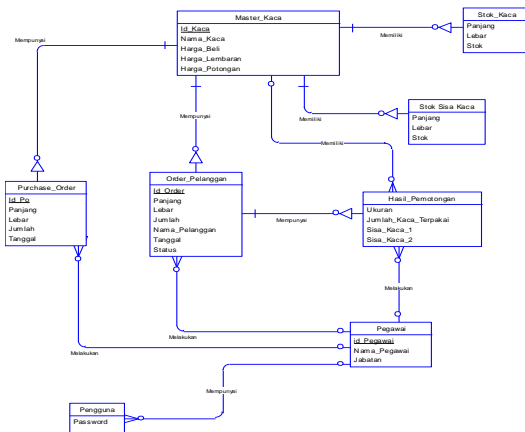 Master_Kaca
Id_Kaca
Nama_Kaca
Harga_Beli
Harga_Lembaran
Harga_Potongan
Stok_Kaca
Panjang
Lebar
Stok
Mempunyai
Memiliki
Stok Sisa Kaca
Panjang
Lebar
Stok
Memiliki
Mempunyai
Memiliki
Purchase_Order
Id_Po
Panjang
Lebar
Jumlah
Tanggal
Order_Pelanggan
Id_Order
Panjang
Lebar
Jumlah
Nama_Pelanggan
Tanggal
Status
Mempunyai
Hasil_Pemotongan
Ukuran
Jumlah_Kaca_Terpakai
Sisa_Kaca_1
Sisa_Kaca_2
Melakukan
Melakukan
Melakukan
Pegawai
id_Pegawai
Nama_Pegawai
Jabatan
Mempunyai
Pengguna
Password